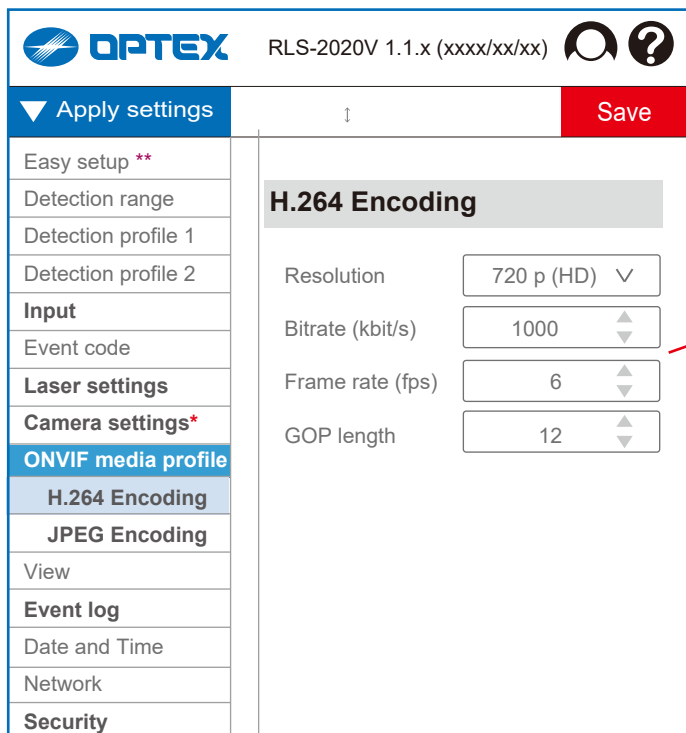 OPTEX RLS-2020V 1.1.x (xxxx/xx/xx) ?
▼ Apply settings ↕ Save
Easy setup **
Detection range
Detection profile 1
Detection profile 2
Input
Event code
Laser settings
Camera settings*
ONVIF media profile
H.264 Encoding
JPEG Encoding
View
Event log
Date and Time
Network
Security
H.264 Encoding
Resolution 720 p (HD)
Bitrate (kbit/s) 1000
Frame rate (fps) 6
GOP length 12